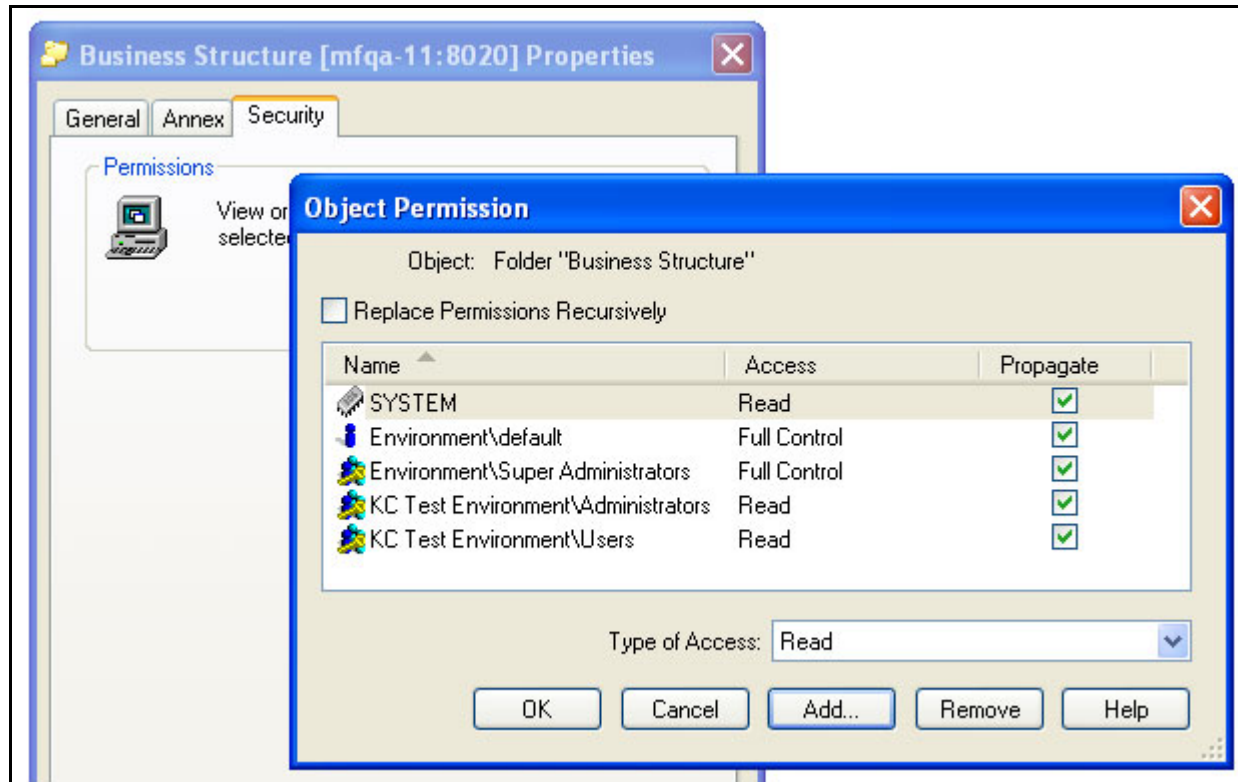 Business Structure [mfqa-11:8020] Properties
General Annex Security
Permissions
View or
selected
Object Permission
Object: Folder "Business Structure"
Replace Permissions Recursively
Name Access Propagate
SYSTEM Read
Environment\default Full Control
Environment\Super Administrators Full Control
KC Test Environment\Administrators Read
KC Test Environment\Users Read
Type of Access: Read
OK Cancel Add... Remove Help